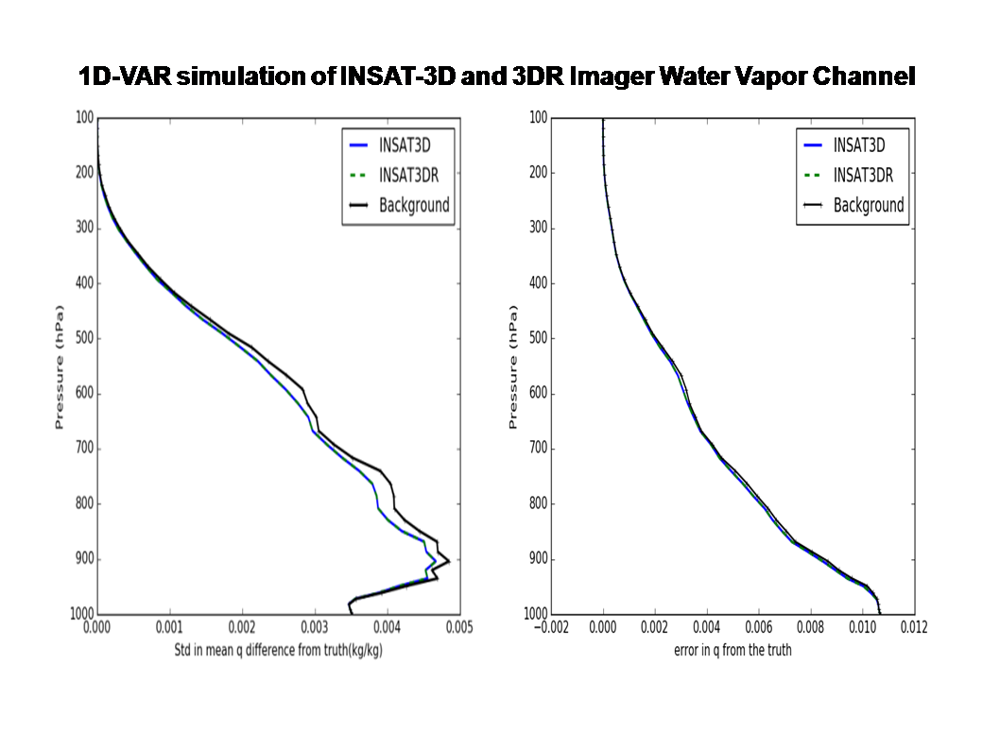 1D-VAR simulation of INSAT-3D and 3DR Imager Water Vapor Channel
100
200
300
400
500
600
700
800
900
1000
Pressure (hPa)
INSAT3D
INSAT3DR
Background
0.000 0.001 0.002 0.003 0.004 0.005
Std in mean q difference from truth(kg/kg)
100
200
300
400
500
600
700
800
900
1000
Pressure (hPa)
INSAT3D
INSAT3DR
Background
−0.002 0.000 0.002 0.004 0.006 0.008 0.010 0.012
error in q from the truth